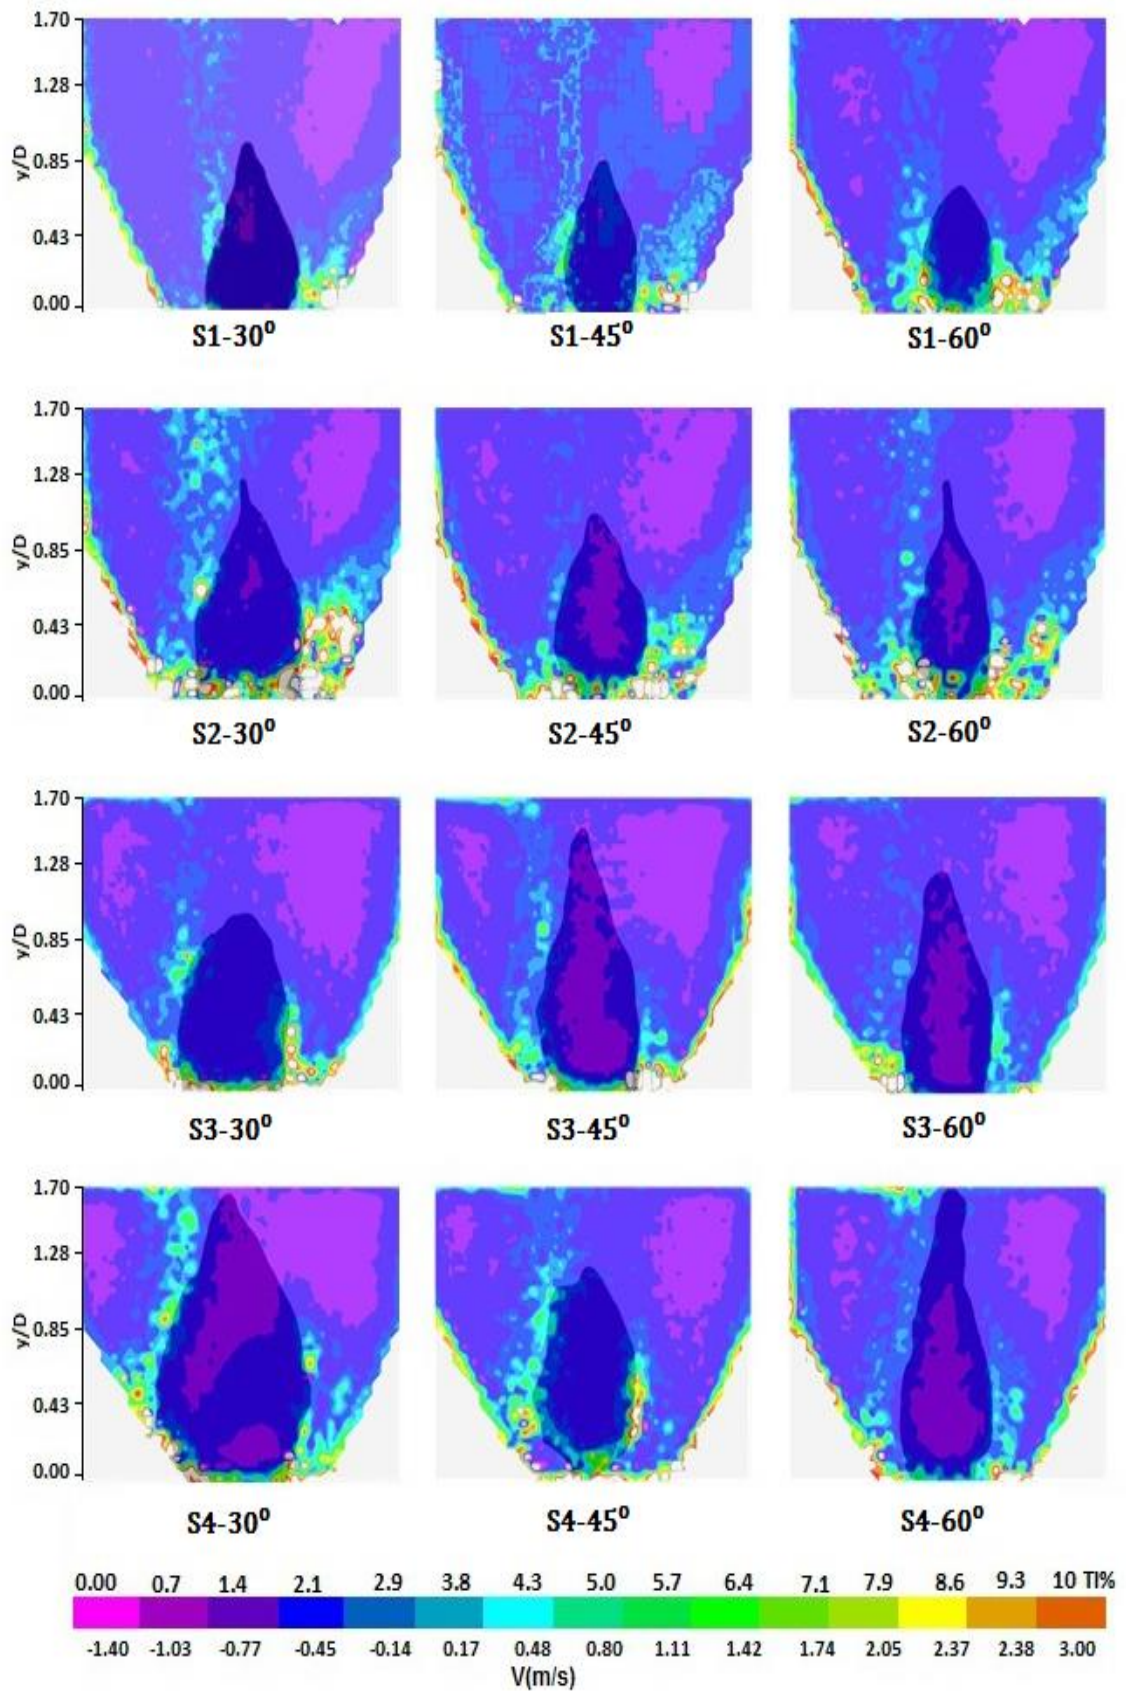 1.70
1.28
0.85
0.43
0.00
y/D
S1-30⁰ S1-45⁰ S1-60⁰
1.70
1.28
0.85
0.43
0.00
y/D
S2-30⁰ S2-45⁰ S2-60⁰
1.70
1.28
0.85
0.43
0.00
y/D
S3-30⁰ S3-45⁰ S3-60⁰
1.70
1.28
0.85
0.43
0.00
y/D
S4-30⁰ S4-45⁰ S4-60⁰
0.00 0.7 1.4 2.1 2.9 3.8 4.3 5.0 5.7 6.4 7.1 7.9 8.6 9.3 10 TI%
-1.40 -1.03 -0.77 -0.45 -0.14 0.17 0.48 0.80 1.11 1.42 1.74 2.05 2.37 2.38 3.00
V(m/s)